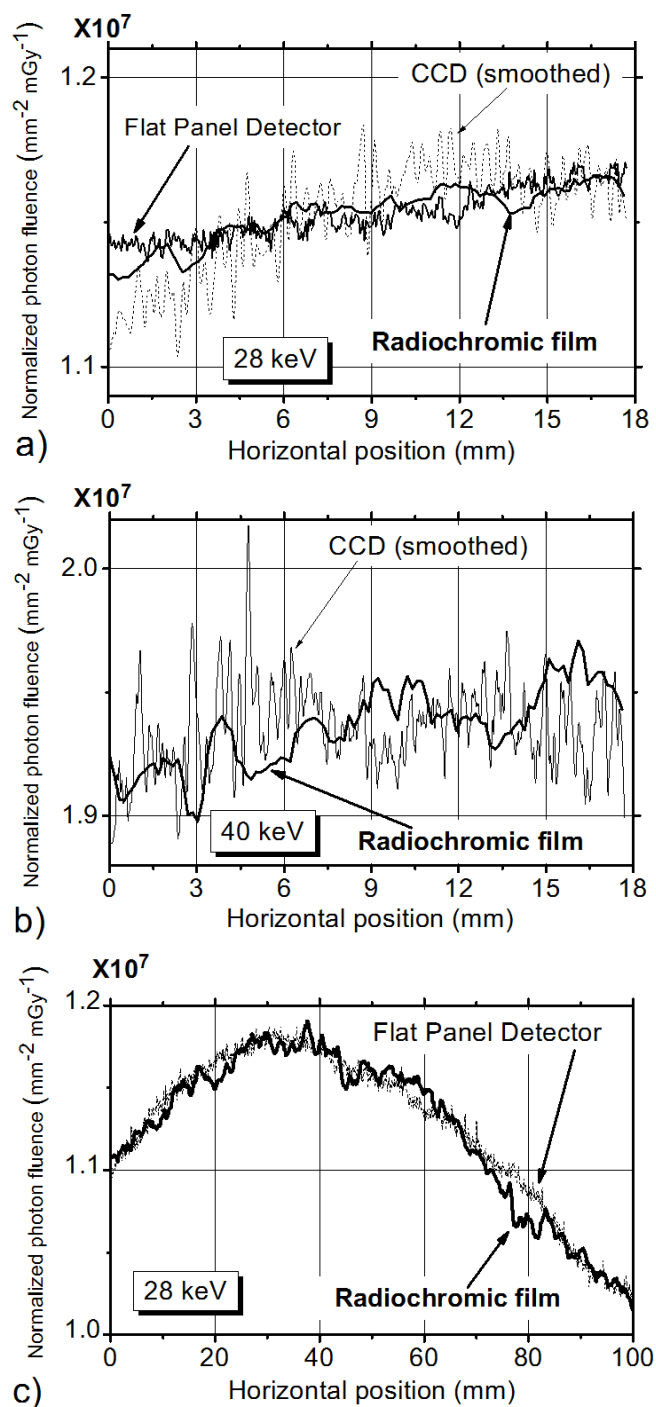 X10⁷
Normalized photon fluence (mm⁻² mGy⁻¹)
1.2
1.1
CCD (smoothed)
Flat Panel Detector
Radiochromic film
28 keV
0 3 6 9 12 15 18
Horizontal position (mm)
a)
X10⁷
Normalized photon fluence (mm⁻² mGy⁻¹)
2.0
1.9
CCD (smoothed)
40 keV
Radiochromic film
0 3 6 9 12 15 18
Horizontal position (mm)
b)
X10⁷
Normalized photon fluence (mm⁻² mGy⁻¹)
1.2
1.1
1.0
Flat Panel Detector
28 keV
Radiochromic film
0 20 40 60 80 100
Horizontal position (mm)
c)